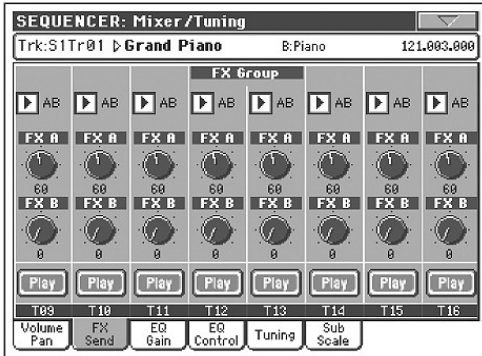 SEQUENCER: Mixer/Tuning
Trk:S1Tr01 ▷Grand Piano B:Piano 121.003.000
FX Group
AB AB AB AB AB AB AB AB
FX A FX A FX A FX A FX A FX A FX A FX A
60 60 60 60 60 60 60 60
FX B FX B FX B FX B FX B FX B FX B FX B
0 0 0 0 0 0 0 0
Play Play Play Play Play Play Play Play
T09 T10 T11 T12 T13 T14 T15 T16
Volume Pan FX Send EQ Gain EQ Control Tuning Sub Scale